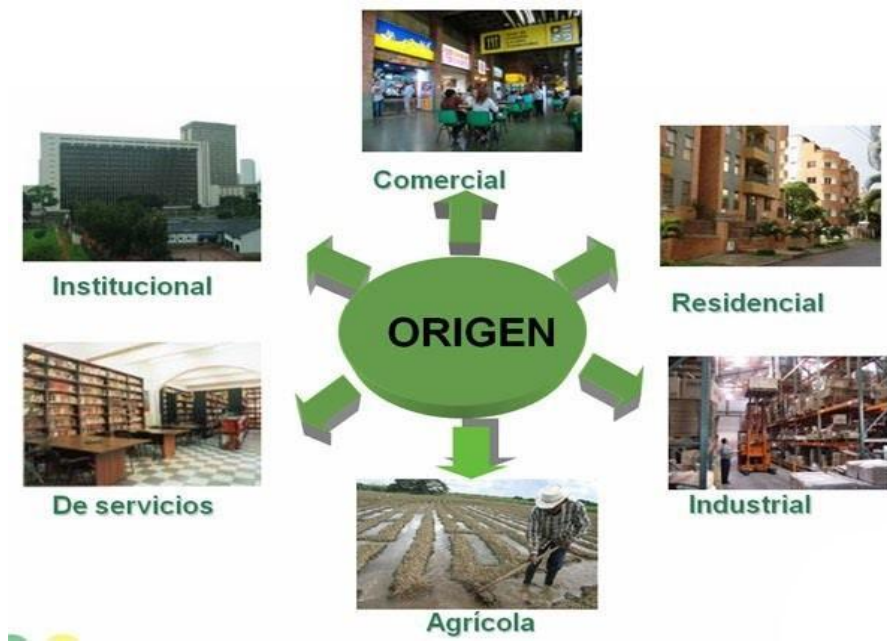 Comercial
Institucional
Residencial
ORIGEN
De servicios
Industrial
Agrícola